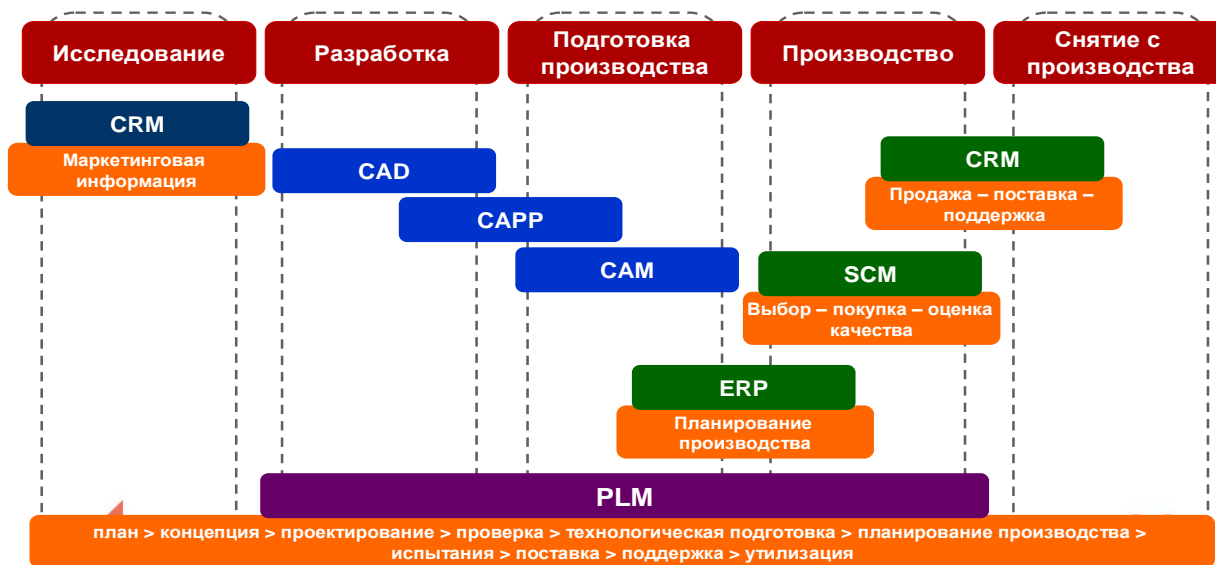 Исследование
Разработка
Подготовка
производства
Производство
Снятие с
производства
CRM
Маркетинговая
информация
CAD
CAPP
CAM
CRM
Продажа – поставка –
поддержка
SCM
Выбор – покупка – оценка
качества
ERP
Планирование
производства
PLM
план > концепция > проектирование > проверка > технологическая подготовка > планирование производства >
испытания > поставка > поддержка > утилизация